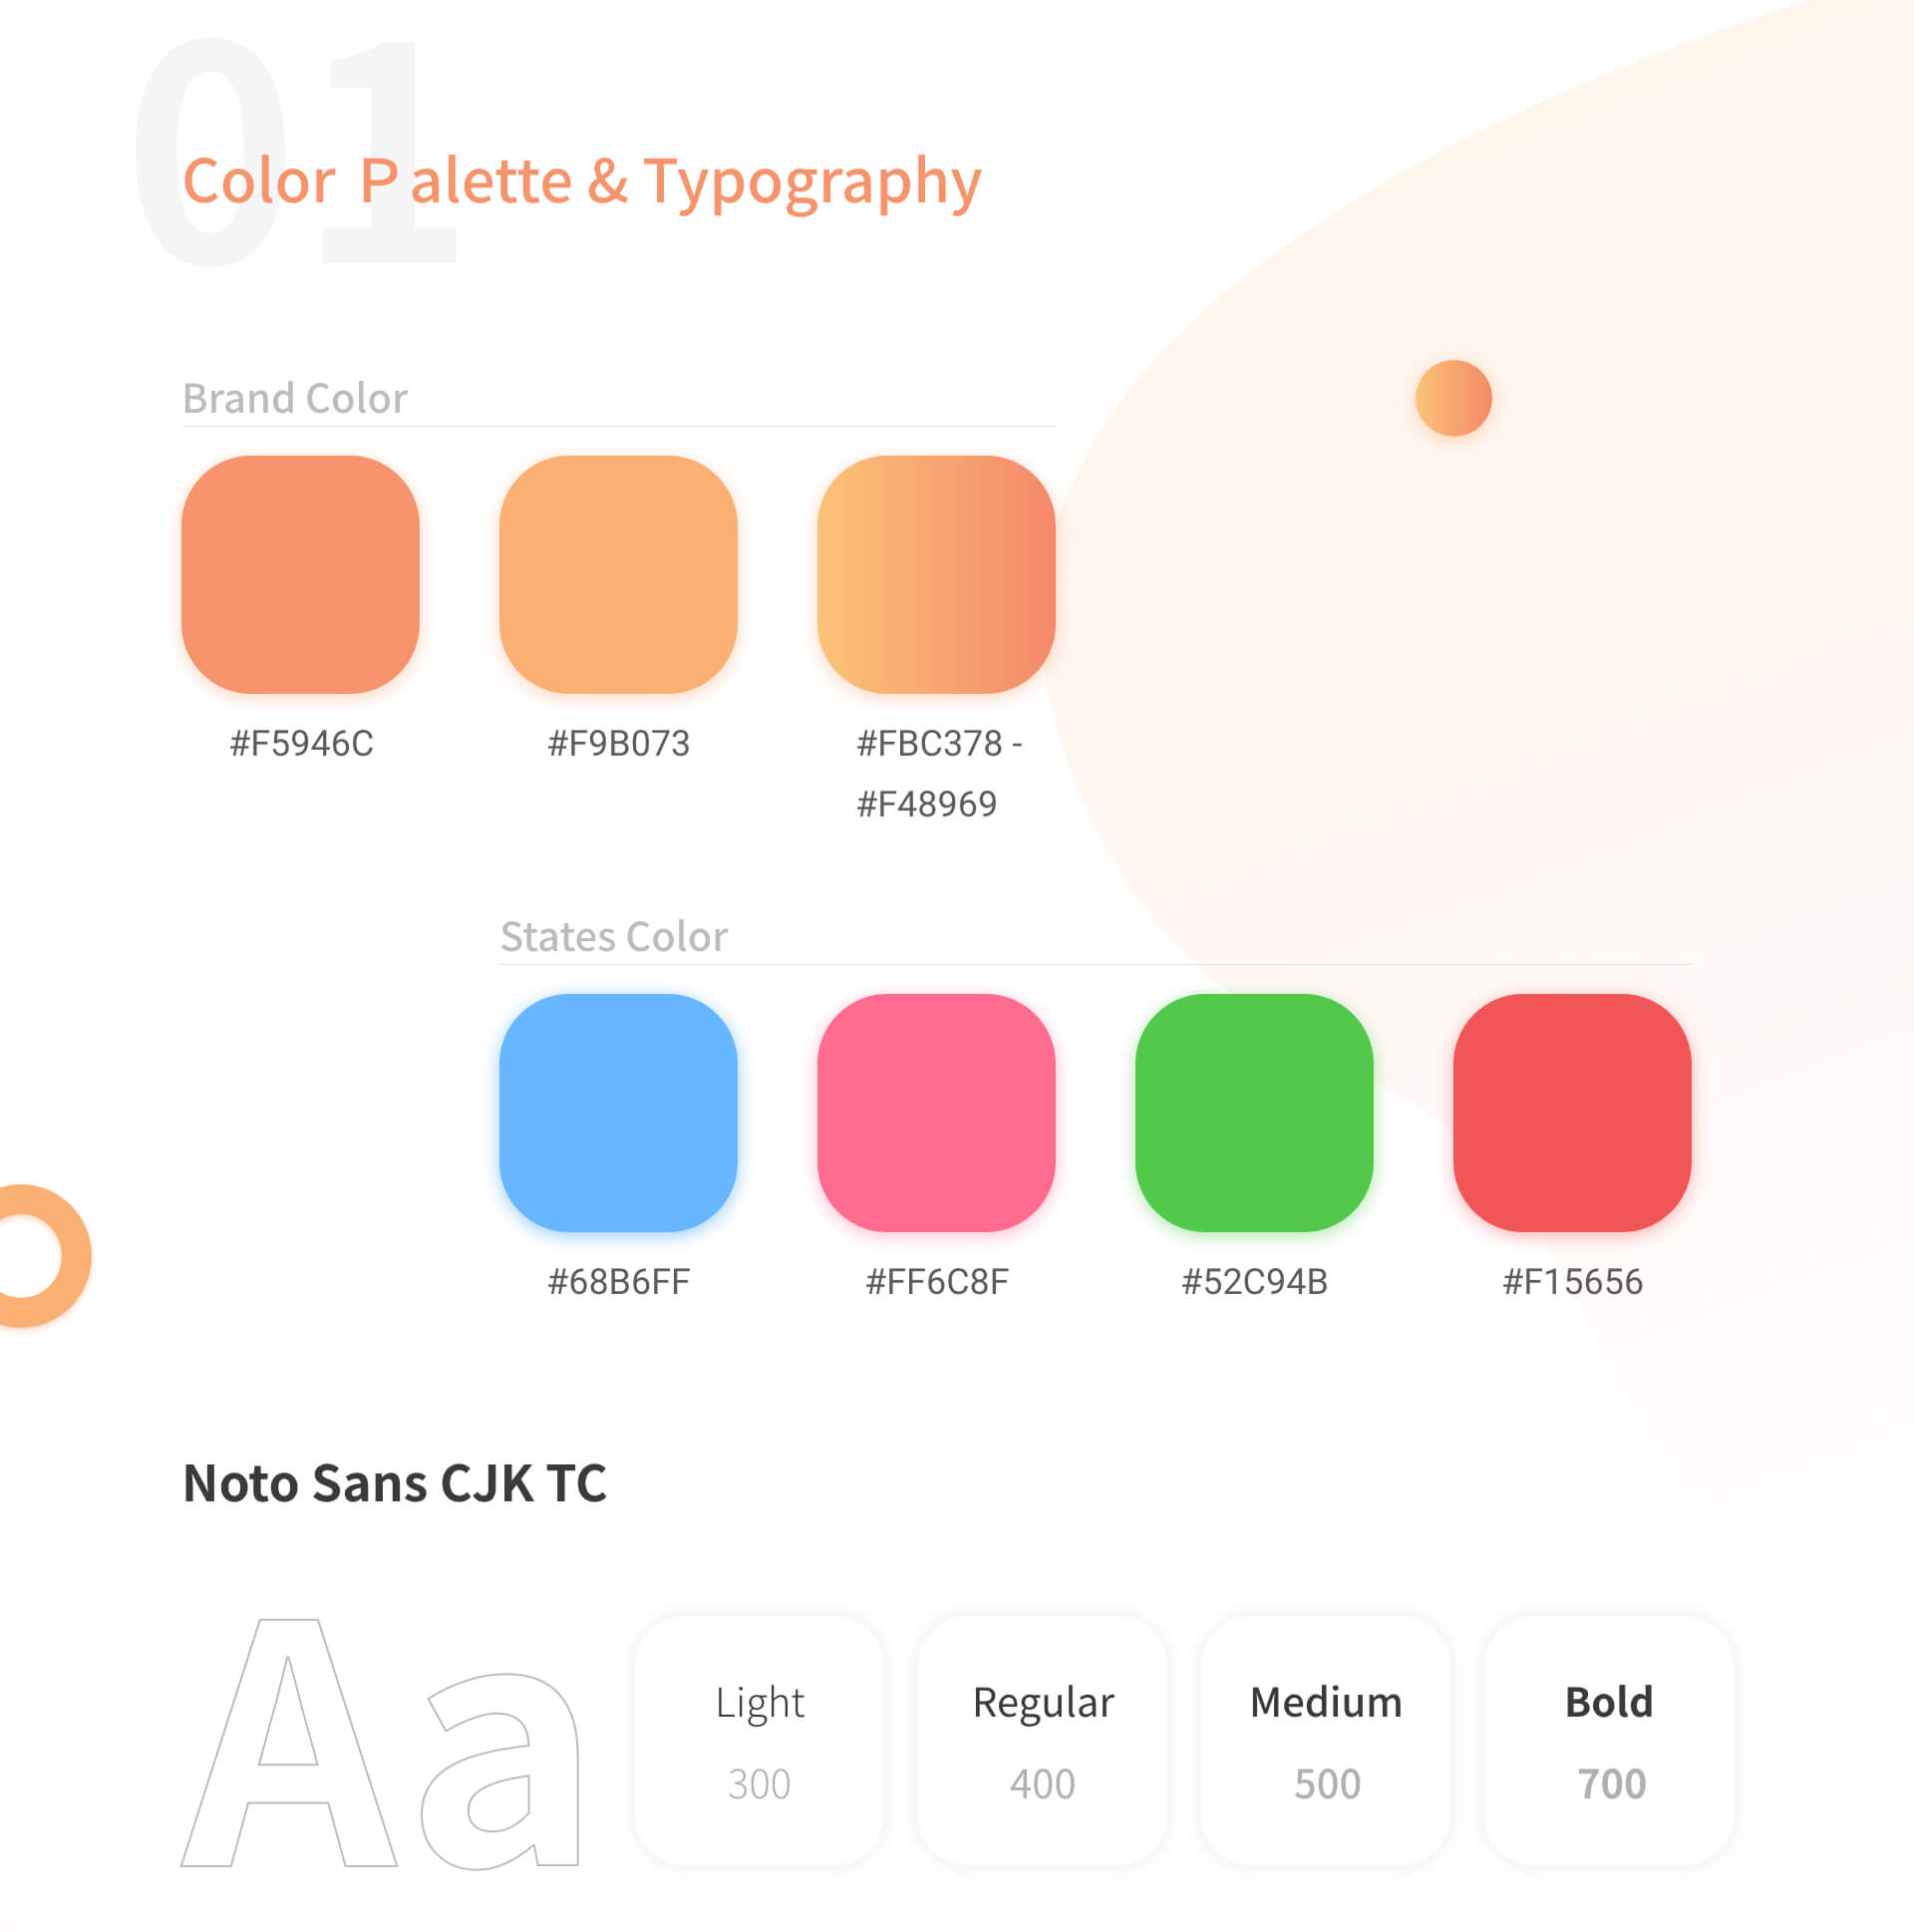 01
Color Palette & Typography
Brand Color
#F5946C
#F9B073
#FBC378 -
#F48969
States Color
#68B6FF
#FF6C8F
#52C94B
#F15656
Noto Sans CJK TC
Aa
Light
300
Regular
400
Medium
500
Bold
700